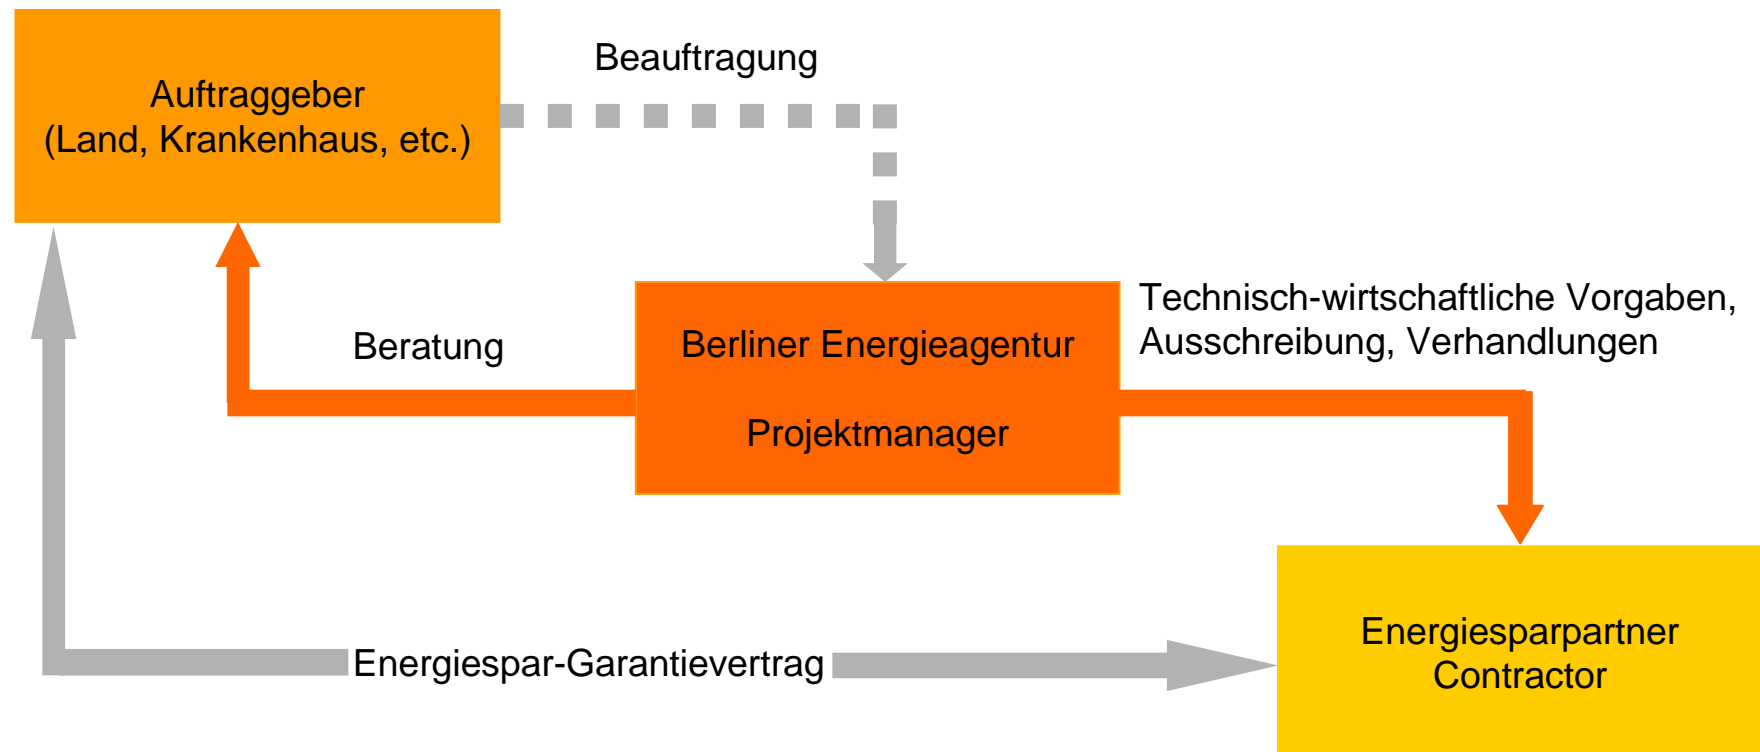 Beauftragung
Auftraggeber
(Land, Krankenhaus, etc.)
Technisch-wirtschaftliche Vorgaben,
Ausschreibung, Verhandlungen
Beratung
Berliner Energieagentur
Projektmanager
Energiesparpartner
Contractor
Energiespar-Garantievertrag